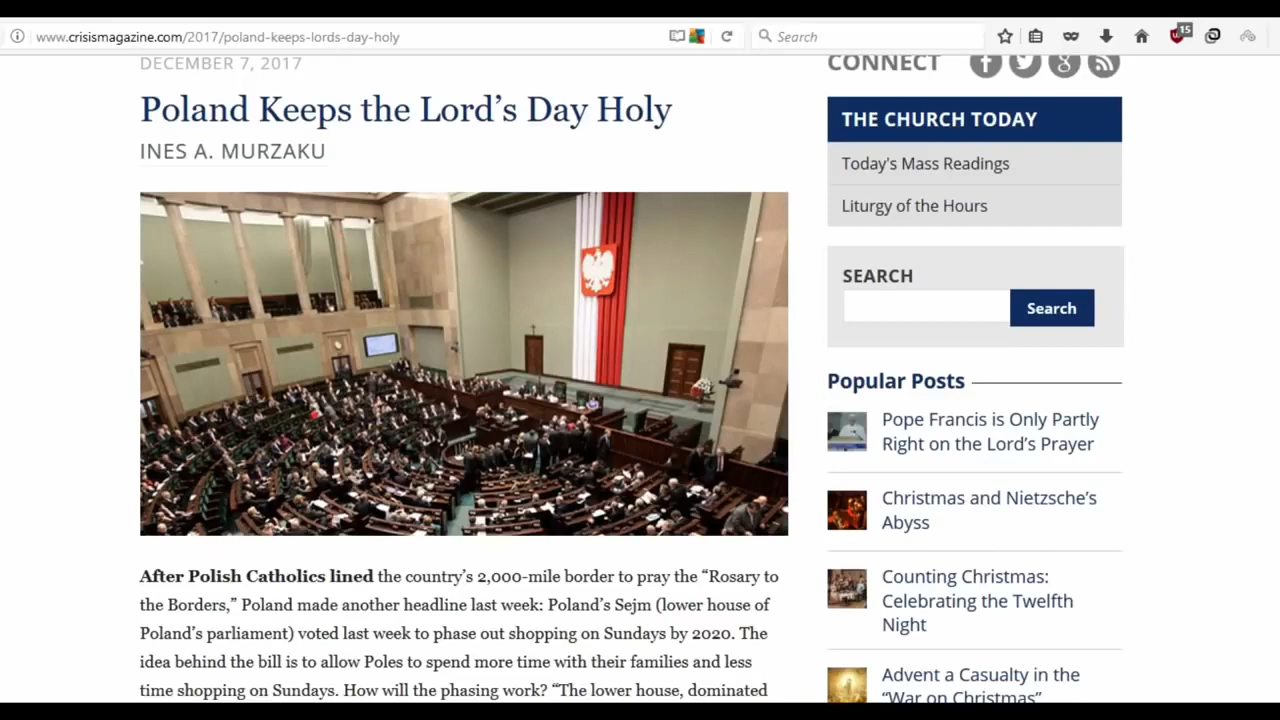 www.crisismagazine.com/2017/poland-keeps-lords-day-holy
Search
15
DECEMBER 7, 2017
Poland Keeps the Lord's Day Holy
INES A. MURZAKU
After Polish Catholics lined the country's 2,000-mile border to pray the “Rosary to
the Borders,” Poland made another headline last week: Poland's Sejm (lower house of
Poland's parliament) voted last week to phase out shopping on Sundays by 2020. The
idea behind the bill is to allow Poles to spend more time with their families and less
time shopping on Sundays. How will the phasing work? “The lower house, dominated
CONNECT
THE CHURCH TODAY
Today's Mass Readings
Liturgy of the Hours
SEARCH
Search
Popular Posts
Pope Francis is Only Partly
Right on the Lord's Prayer
Christmas and Nietzsche's
Abyss
Counting Christmas:
Celebrating the Twelfth
Night
Advent a Casualty in the
“War on Christmas”